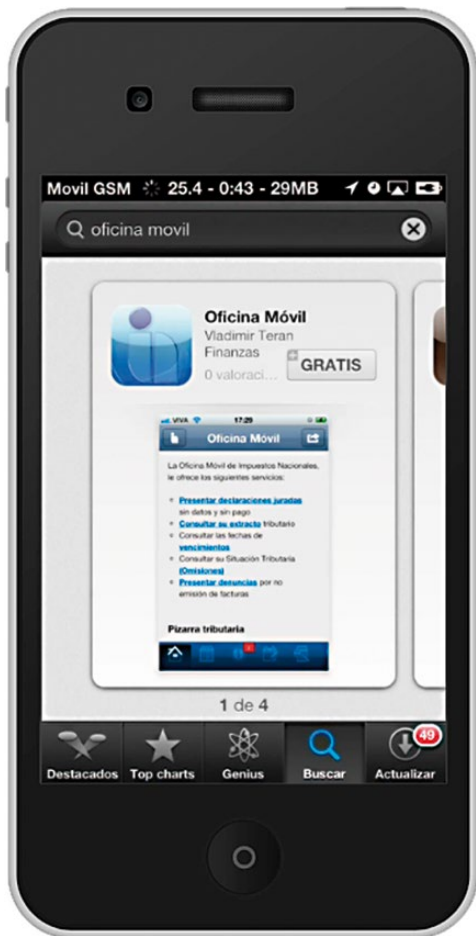 Movil GSM 25.4 - 0:43 - 29MB
oficina movil
Oficina Móvil
Vladimir Teran
Finanzas
0 valoraci... GRATIS
VIVA 17:29
Oficina Móvil
La Oficina Móvil de Impuestos Nacionales,
le ofrece los siguientes servicios:
Presentar declaraciones juradas
sin datos y sin pago
Consultar su extracto tributario
Consultar las fechas de
vencimientos
Consultar su Situación Tributaria
(Omisiones)
Presentar denuncias por no
emisión de facturas
Pizarra tributaria
1 de 4
49
Destacados Top charts Genius Buscar Actualizar